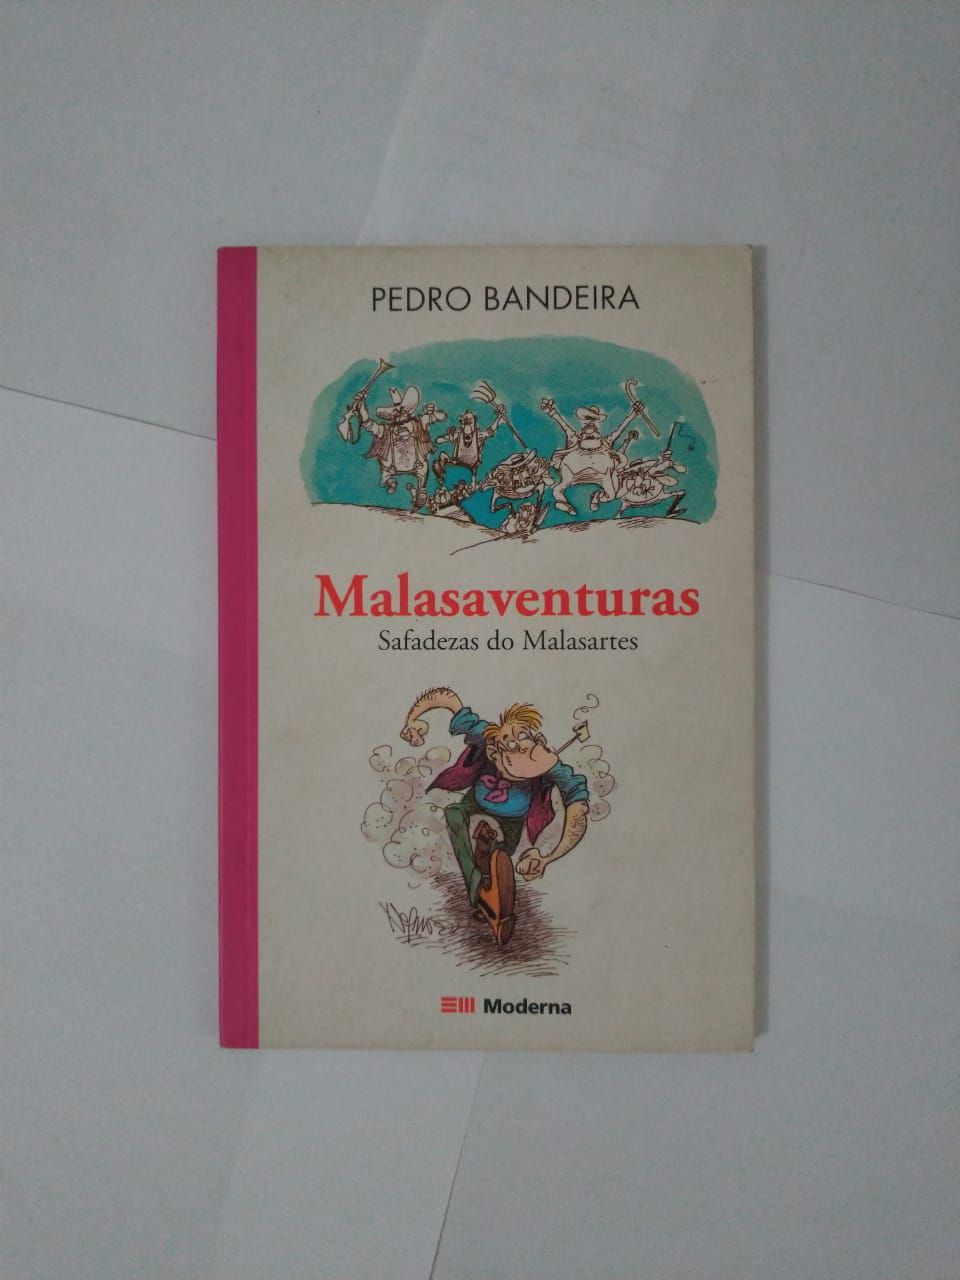 PEDRO BANDEIRA
Malasaventuras
Safadezas do Malasartes
Moderna